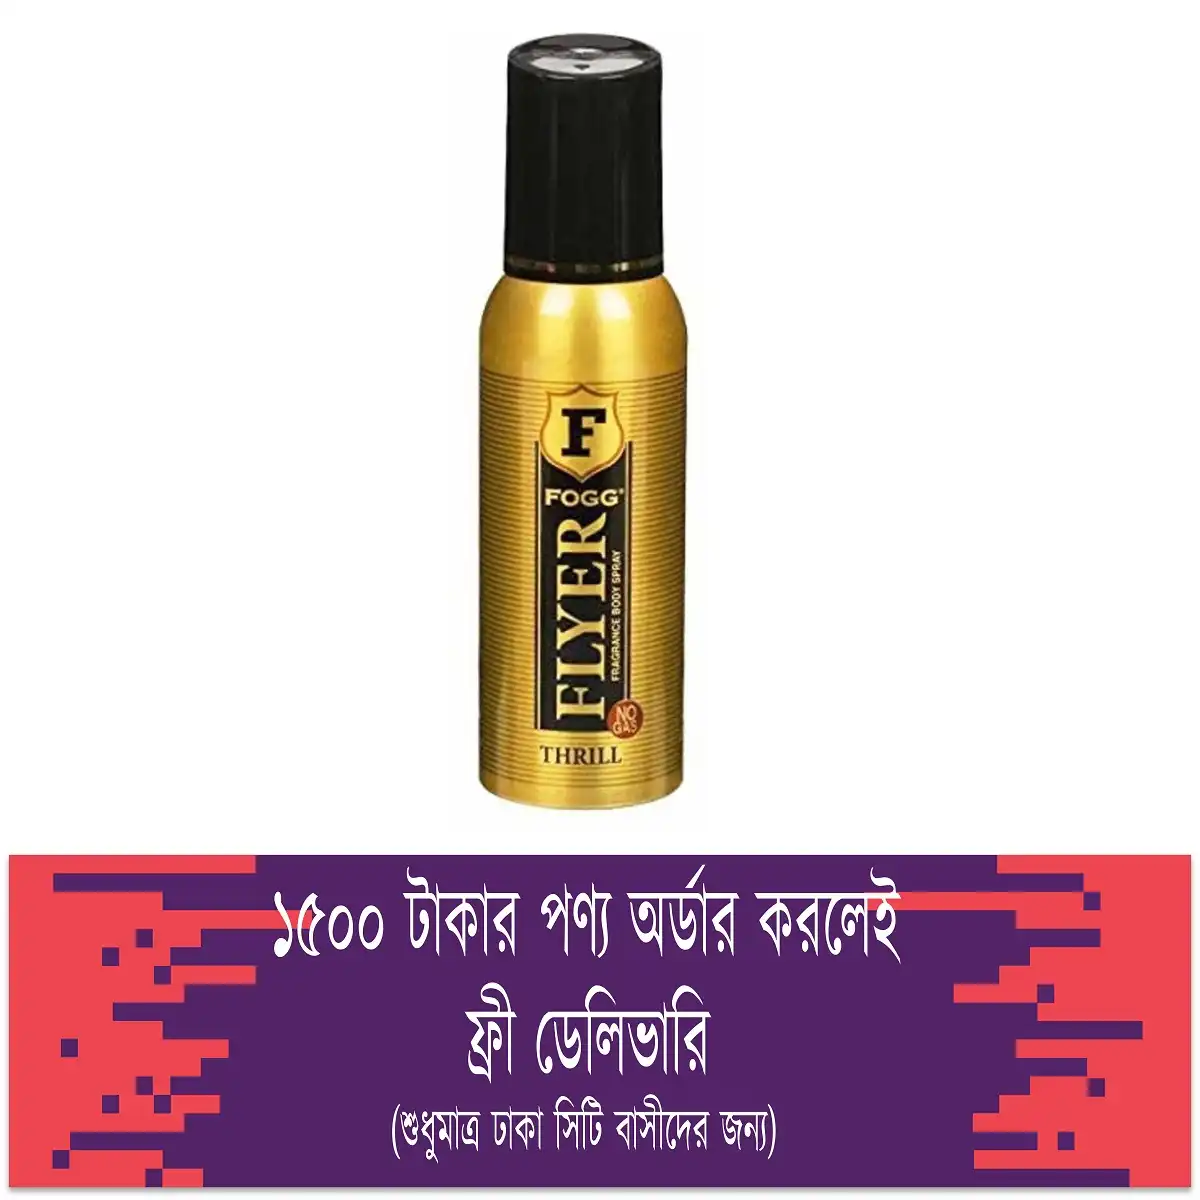 F
FOGG®
FLYER
FRAGRANCE BODY SPRAY
NO
GAS
THRILL
১৫০০ টাকার পণ্য অর্ডার করলেই
ফ্রী ডেলিভারি
(শুধুমাত্র ঢাকা সিটি বাসীদের জন্য)